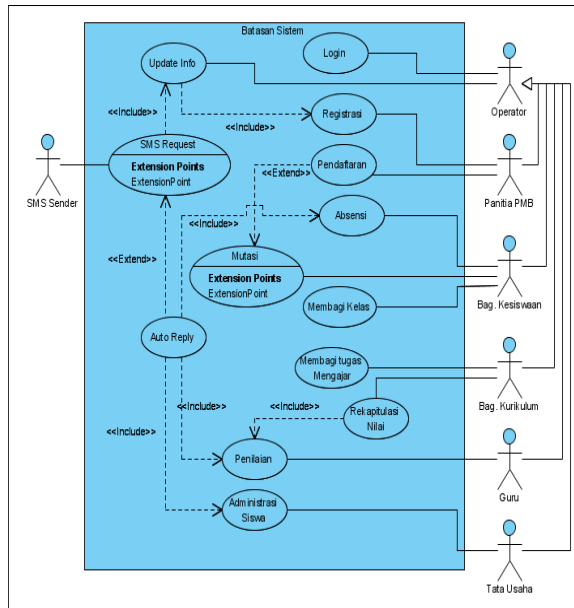 Batasan Sistem
Login
Update Info
Operator
<<Include>>
<<Include>>
Registrasi
SMS Request
Extension Points
ExtensionPoint
SMS Sender
Pendaftaran
<<Extend>>
Panitia PMB
Absensi
<<Include>>
Mutasi
Extension Points
ExtensionPoint
<<Extend>>
Bag. Kesiswaan
Membagi Kelas
Auto Reply
Membagi tugas
Mengajar
Bag. Kurikulum
<<Include>>
<<Include>>
Rekapitulasi
Nilai
<<Include>>
Penilaian
Guru
Administrasi
Siswa
Tata Usaha